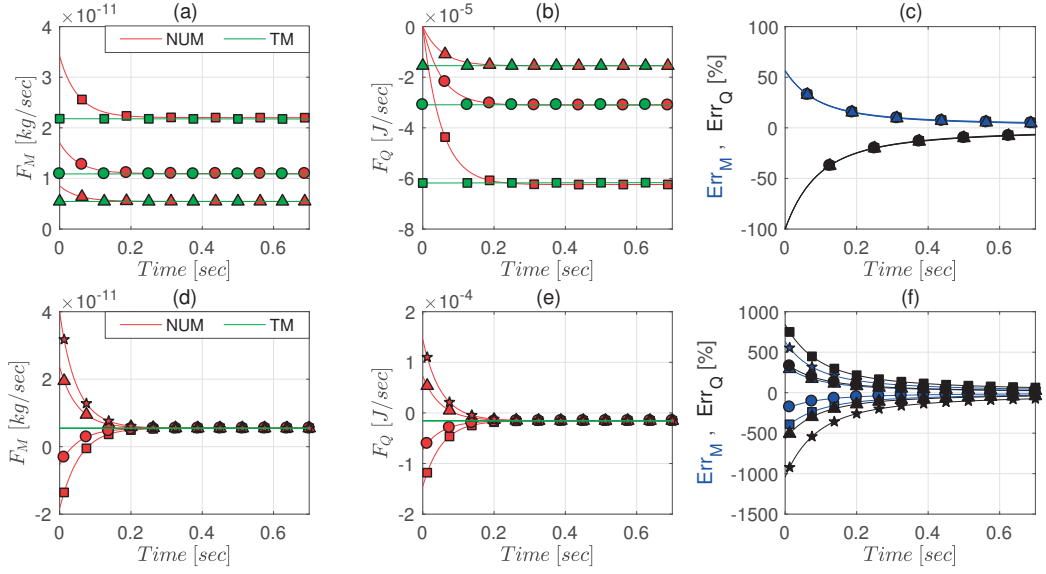 (a)
×10⁻¹¹
NUM TM
F_M [kg/sec]
4
3
2
1
0
0 0.2 0.4 0.6
Time [sec]
(b)
×10⁻⁵
F_Q [J/sec]
0
-2
-4
-6
-8
0 0.2 0.4 0.6
Time [sec]
(c)
Err_M , Err_Q [%]
100
50
0
-50
-100
0 0.2 0.4 0.6
Time [sec]
(d)
×10⁻¹¹
NUM TM
F_M [kg/sec]
4
2
0
-2
0 0.2 0.4 0.6
Time [sec]
(e)
×10⁻⁴
F_Q [J/sec]
2
1
0
-1
-2
0 0.2 0.4 0.6
Time [sec]
(f)
Err_M , Err_Q [%]
1000
500
0
-500
-1000
-1500
0 0.2 0.4 0.6
Time [sec]